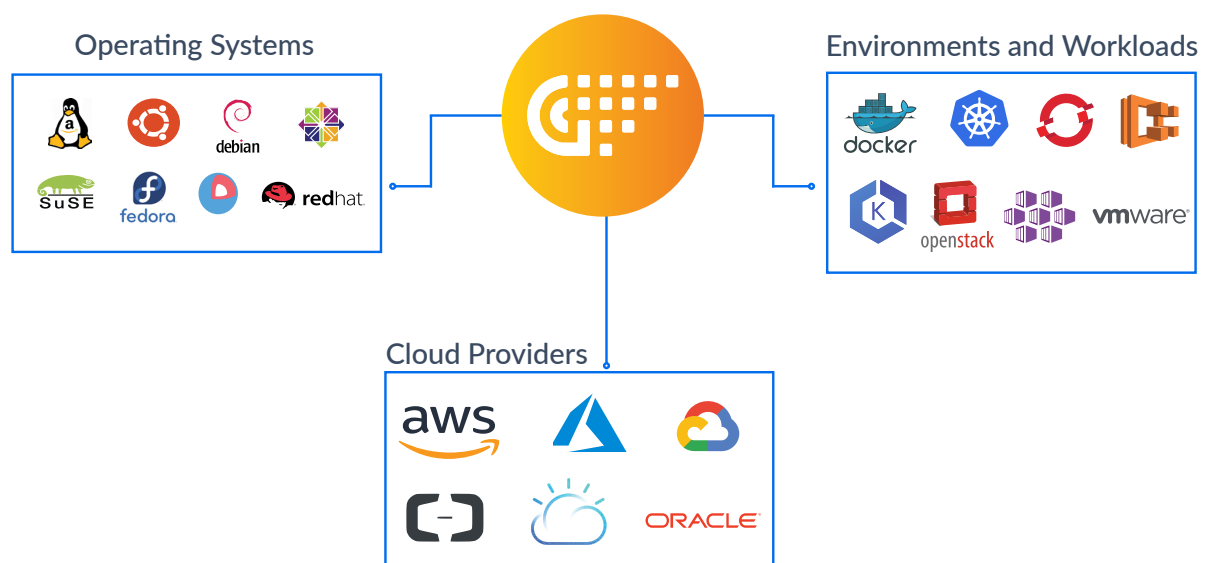 Operating Systems
a
debian
SuSE
fedora
redhat.
Environments and Workloads
docker
K
openstack
vmware®
Cloud Providers
aws
ORACLE®